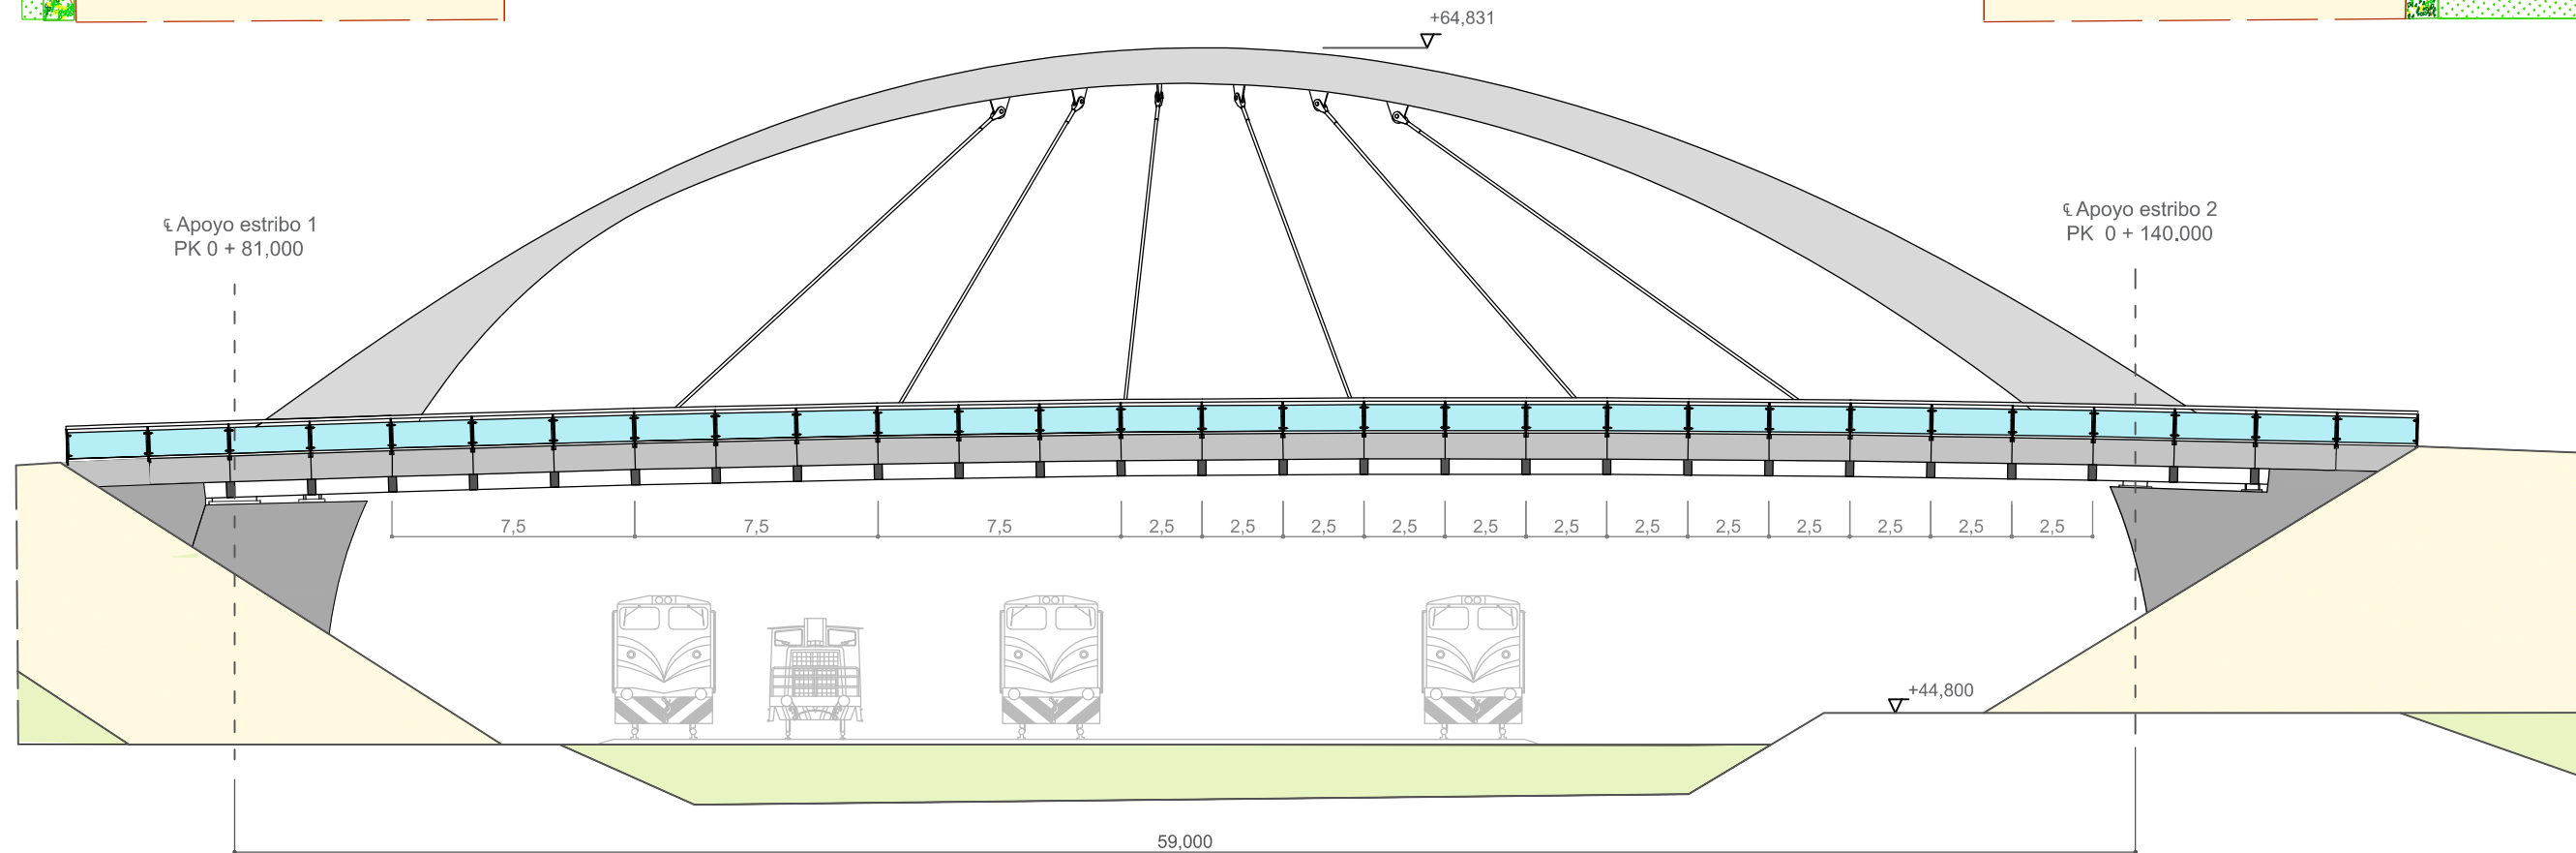 +64,831
℄ Apoyo estribo 1
PK 0 + 81,000
℄ Apoyo estribo 2
PK 0 + 140.000
7,5 7,5 7,5 2,5 2,5 2,5 2,5 2,5 2,5 2,5 2,5 2,5 2,5 2,5 2,5
+44,800
59,000